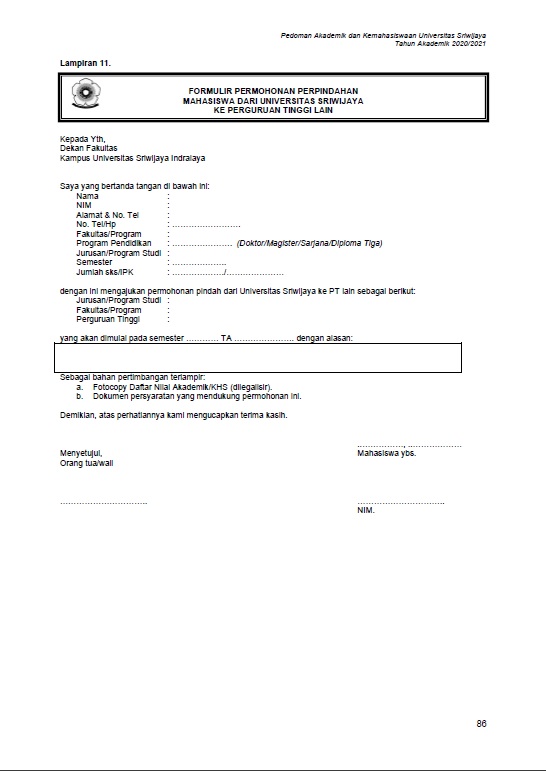 Pedoman Akademik dan Kemahasiswaan Universitas Sriwijaya
Tahun Akademik 2020/2021
Lampiran 11.
FORMULIR PERMOHONAN PERPINDAHAN
MAHASISWA DARI UNIVERSITAS SRIWIJAYA
KE PERGURUAN TINGGI LAIN
Kepada Yth,
Dekan Fakultas
Kampus Universitas Sriwijaya Indralaya
Saya yang bertanda tangan di bawah ini:
Nama :
NIM :
Alamat & No. Tel :
No. Tel/Hp : ..............................
Fakultas/Program :
Program Pendidikan : ........................ (Doktor/Magister/Sarjana/Diploma Tiga)
Jurusan/Program Studi :
Semester : ........................
Jumlah sks/IPK : ..................../........................
dengan ini mengajukan permohonan pindah dari Universitas Sriwijaya ke PT lain sebagai berikut:
Jurusan/Program Studi :
Fakultas/Program :
Perguruan Tinggi :
yang akan dimulai pada semester ............ TA ...................... dengan alasan:
Sebagai bahan pertimbangan terlampir:
a. Fotocopy Daftar Nilai Akademik/KHS (dilegalisir).
b. Dokumen persyaratan yang mendukung permohonan ini.
Demikian, atas perhatiannya kami mengucapkan terima kasih.
.................., .....................
Menyetujui, Mahasiswa ybs.
Orang tua/wali
.................................. ..................................
NIM.
86